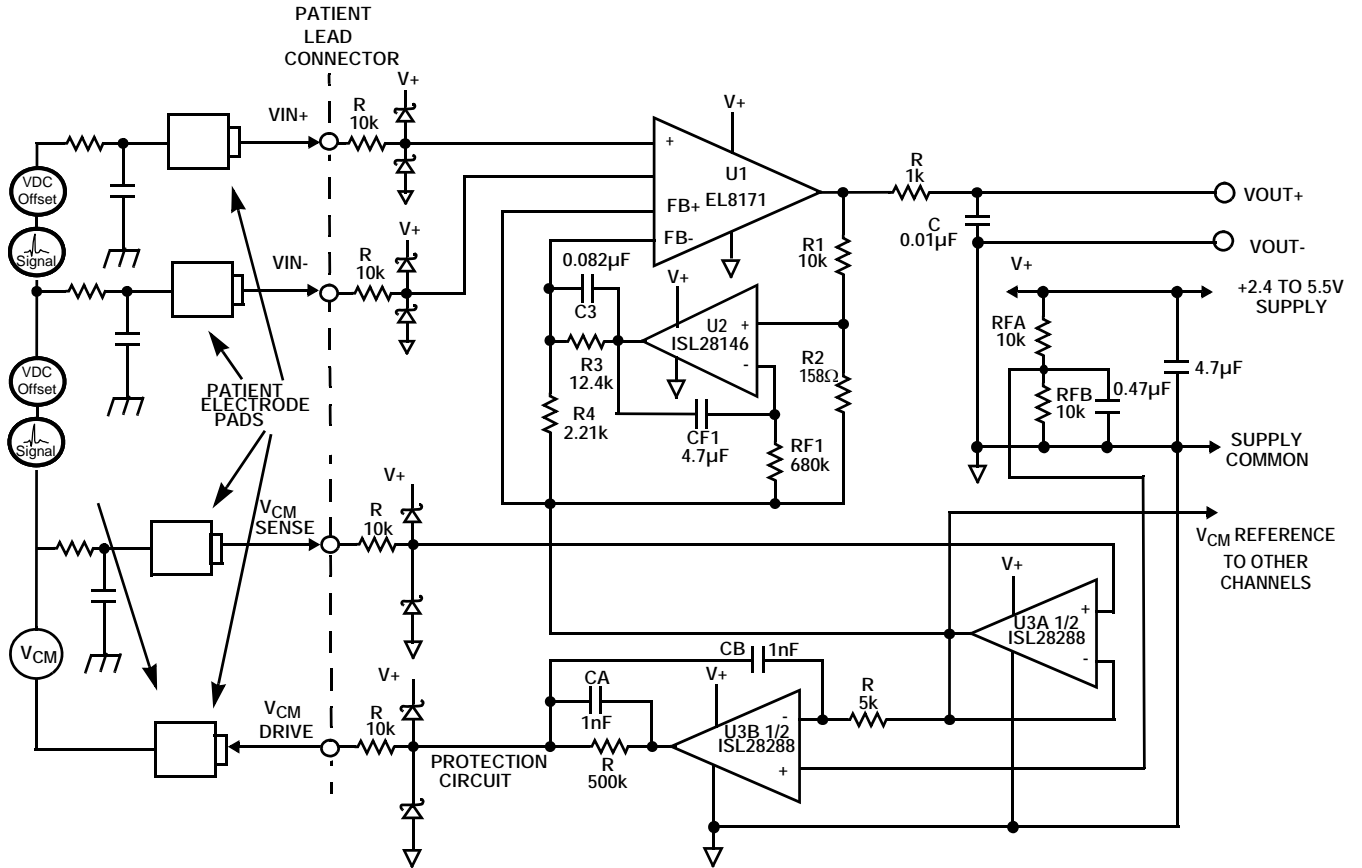 PATIENT
LEAD
CONNECTOR
V+
VIN+
R
10k
VDC
Offset
Signal
V+
VIN-
R
10k
VDC
Offset
Signal
PATIENT
ELECTRODE
PADS
V+
+
U1
EL8171
FB+
FB-
R
1k
VOUT+
C
0.01µF
VOUT-
R1
10k
0.082µF
C3
V+
U2
ISL28146
+
-
R3
12.4k
R2
158Ω
R4
2.21k
CF1
4.7µF
RF1
680k
V+
+2.4 TO 5.5V
SUPPLY
RFA
10k
4.7µF
RFB
10k
0.47µF
SUPPLY
COMMON
VCM REFERENCE
TO OTHER
CHANNELS
VCM
SENSE
R
10k
V+
V+
+
U3A 1/2
ISL28288
-
VCM
VCM
DRIVE
R
10k
V+
PROTECTION
CIRCUIT
CB
1nF
CA
1nF
R
500k
V+
-
U3B 1/2
ISL28288
+
R
5k